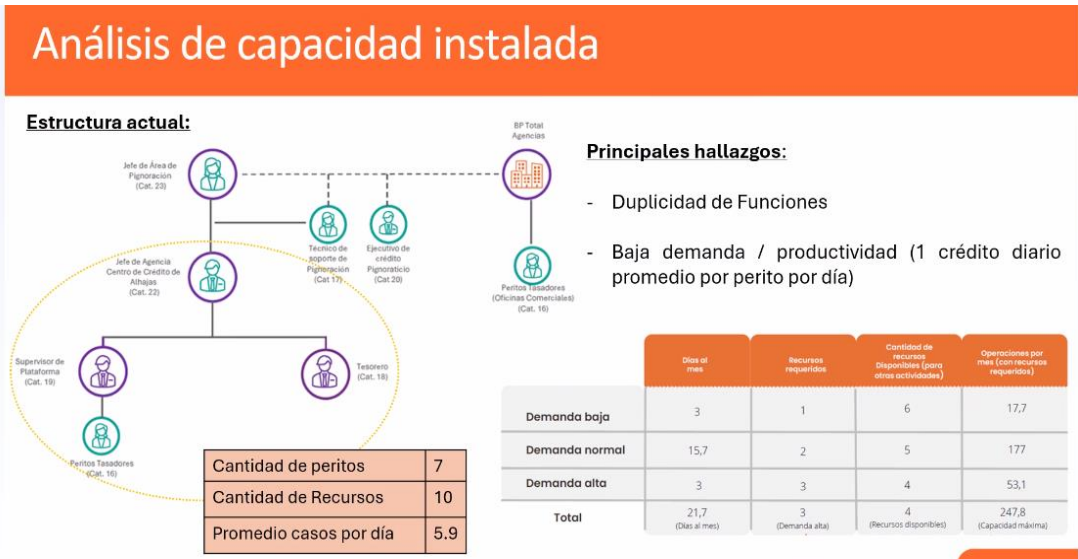 Análisis de capacidad instalada
Estructura actual:
BP Total
Agencias
Jefe de Área de
Pignoración
(Cat. 23)
Técnico de
soporte de
Pignoración
(Cat 17)
Ejecutivo de
crédito
Pignoraticio
(Cat 20)
Jefe de Agencia
Centro de Crédito de
Alhajas
(Cat. 22)
Peritos Tasadores
(Oficinas Comerciales)
(Cat. 16)
Supervisor de
Plataforma
(Cat. 19)
Tesorero
(Cat. 18)
Peritos Tasadores
(Cat. 16)
Cantidad de peritos 7
Cantidad de Recursos 10
Promedio casos por día 5.9
Principales hallazgos:
- Duplicidad de Funciones
- Baja demanda / productividad (1 crédito diario
promedio por perito por día)
Días al
mes
Recursos
requeridos
Cantidad de
recursos
Disponibles (para
otras actividades)
Operaciones por
mes (con recursos
requeridos)
Demanda baja 3 1 6 17,7
Demanda normal 15,7 2 5 177
Demanda alta 3 3 4 53,1
Total 21,7 3 4 247,8
(Días al mes) (Demanda alta) (Recursos disponibles) (Capacidad máxima)